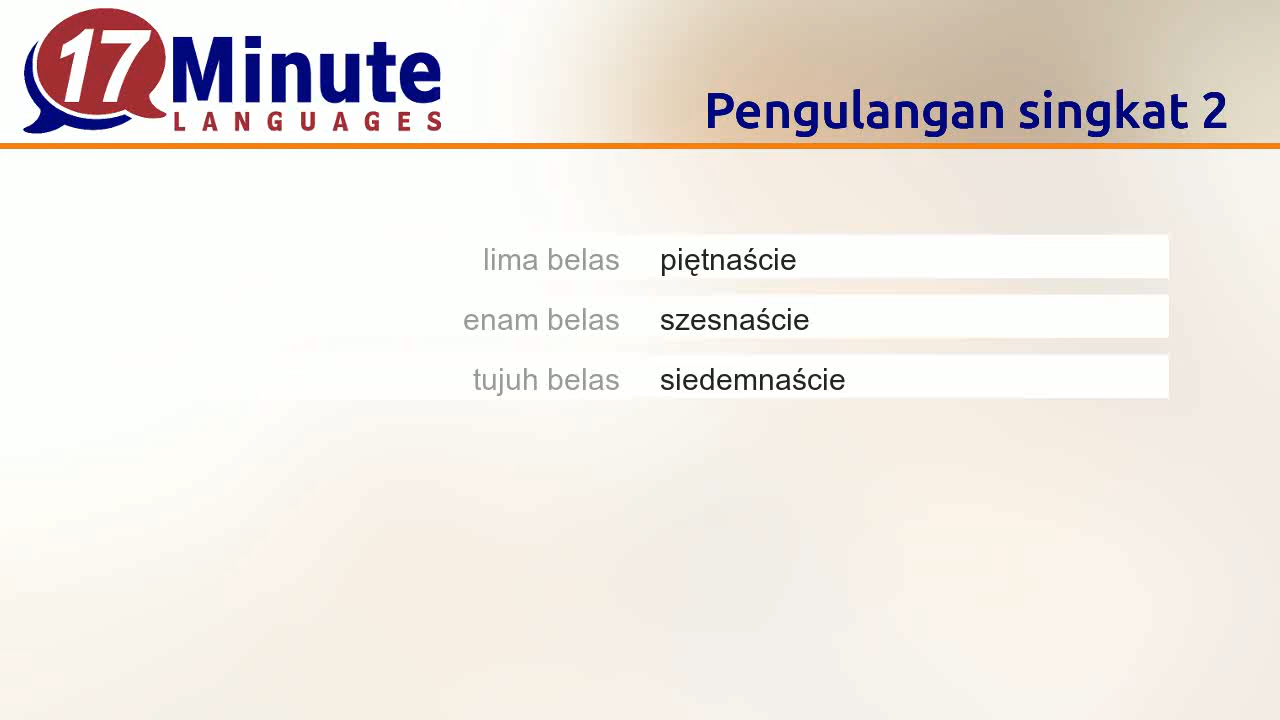 17 Minute
LANGUAGES
Pengulangan singkat 2
lima belas piętnaście
enam belas szesnaście
tujuh belas siedemnaście